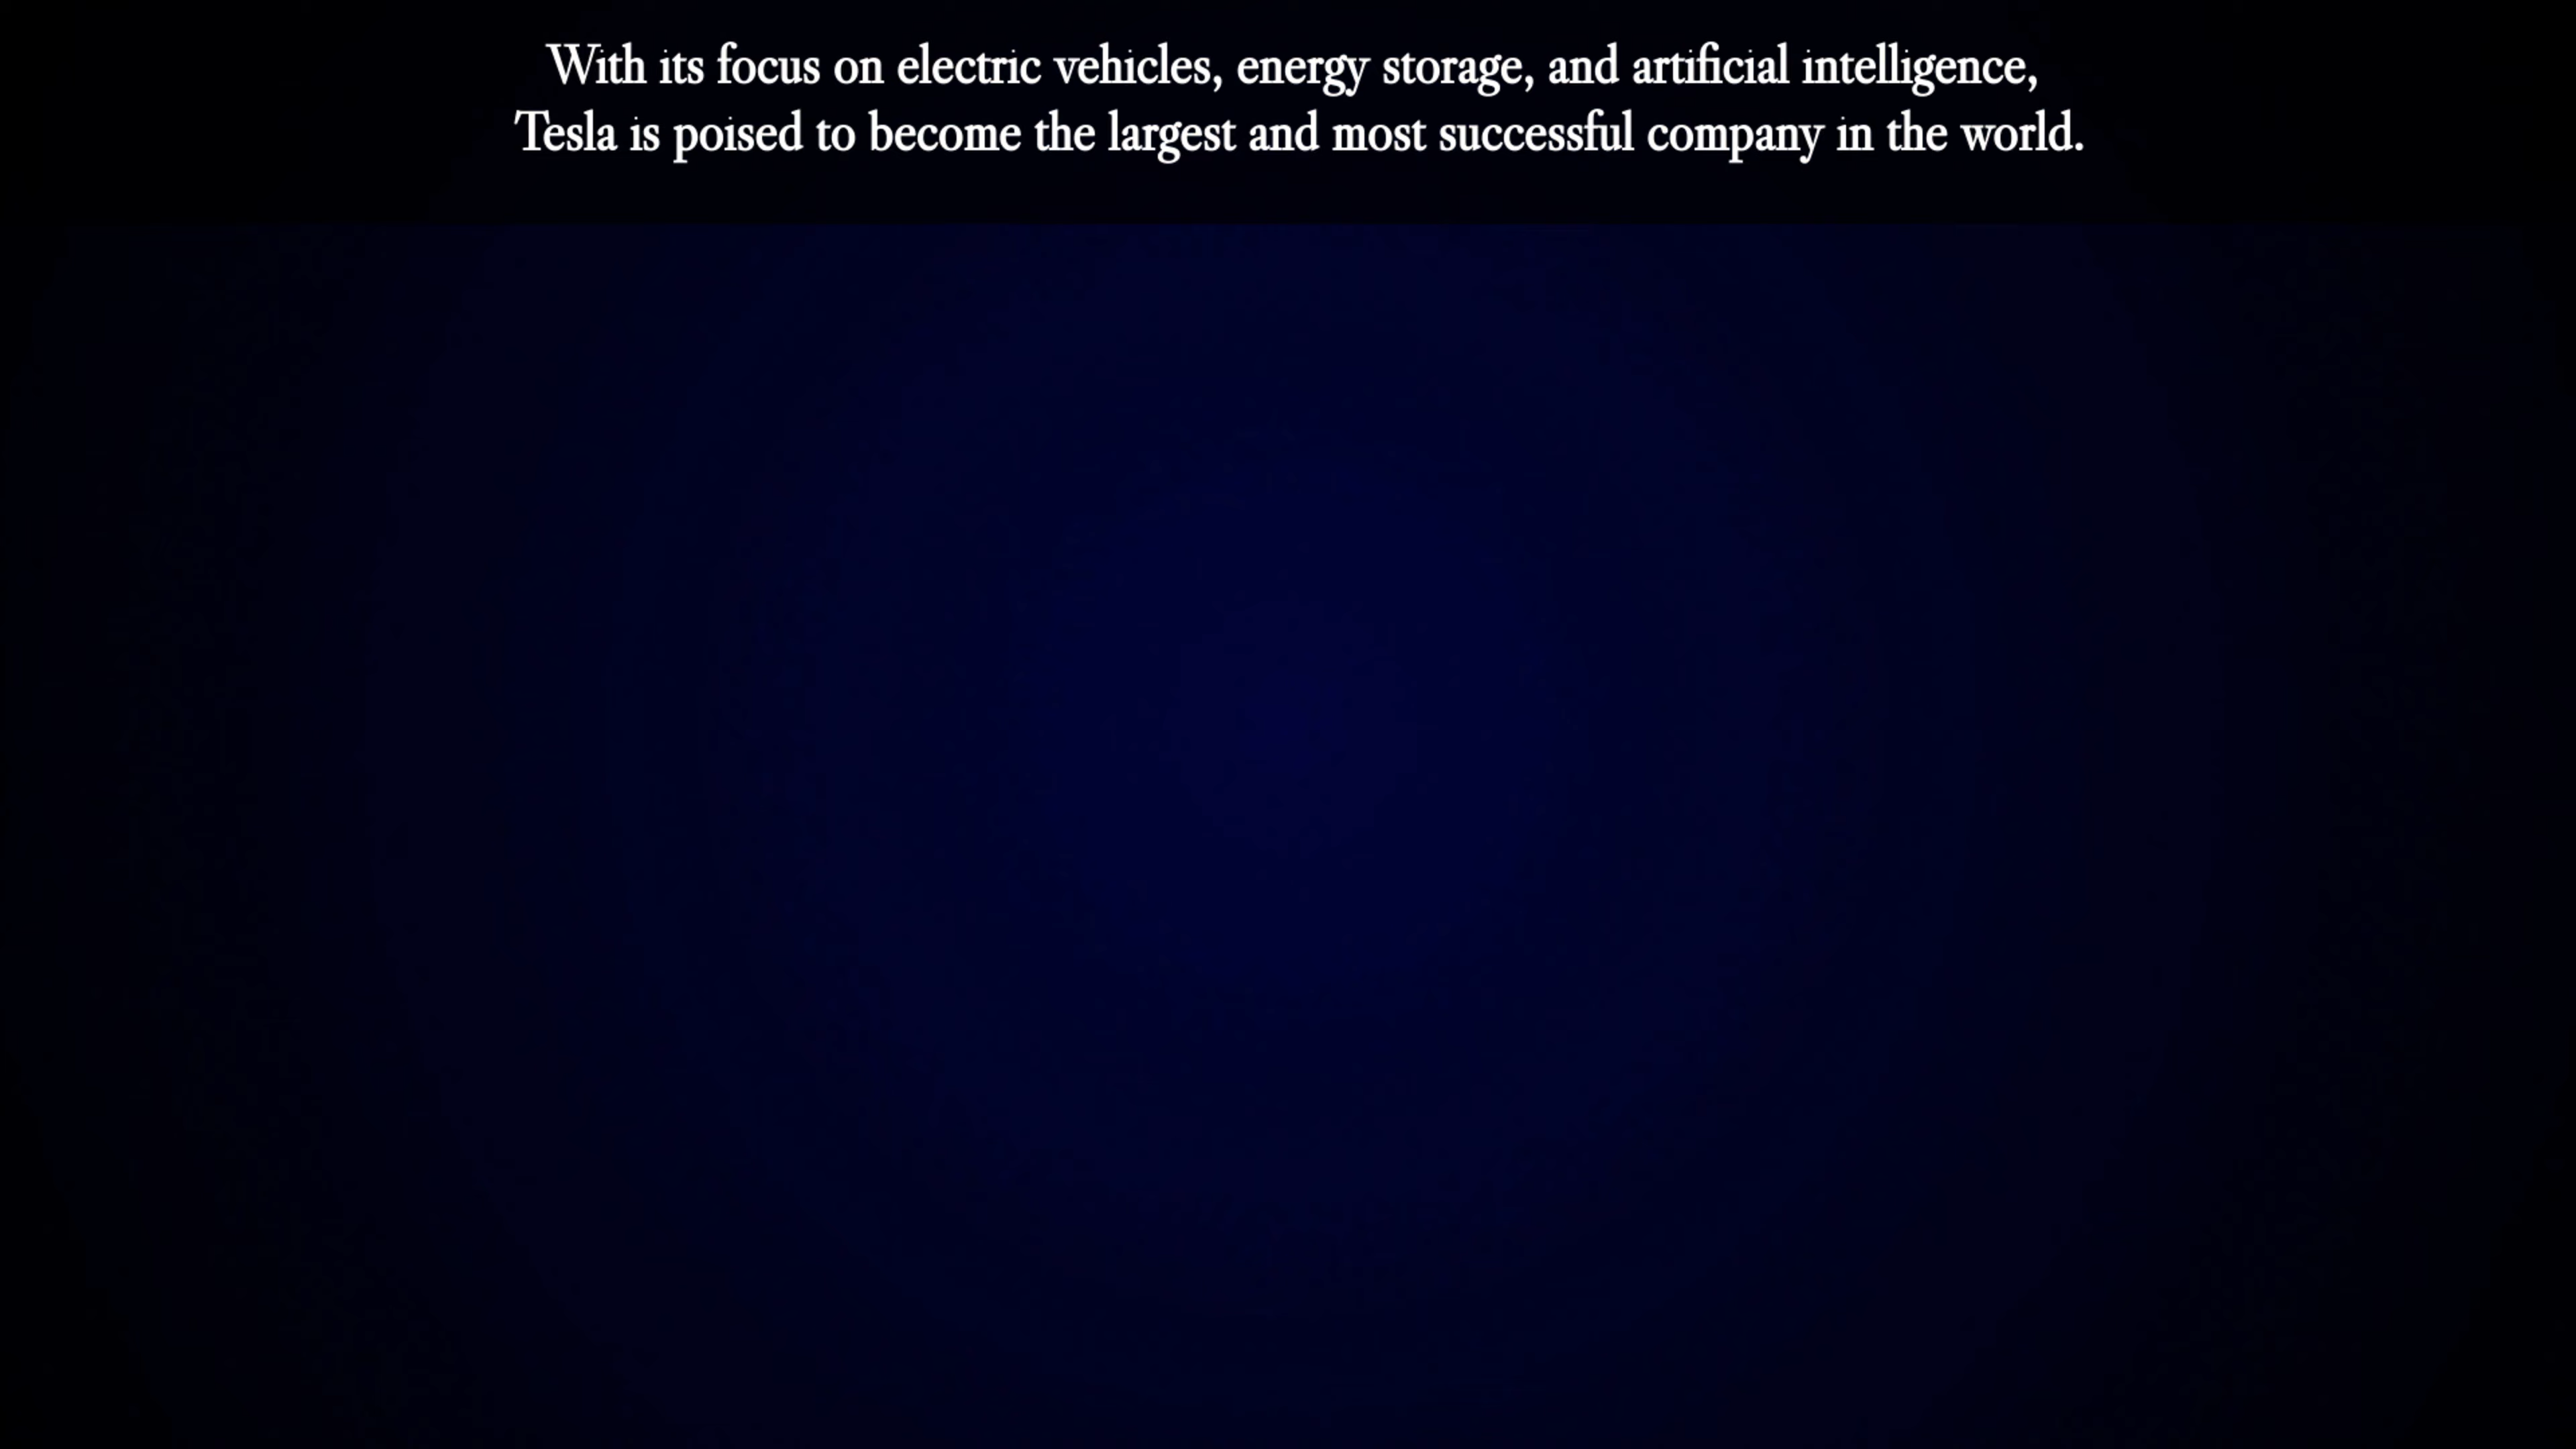 With its focus on electric vehicles, energy storage, and artificial intelligence,
Tesla is poised to become the largest and most successful company in the world.